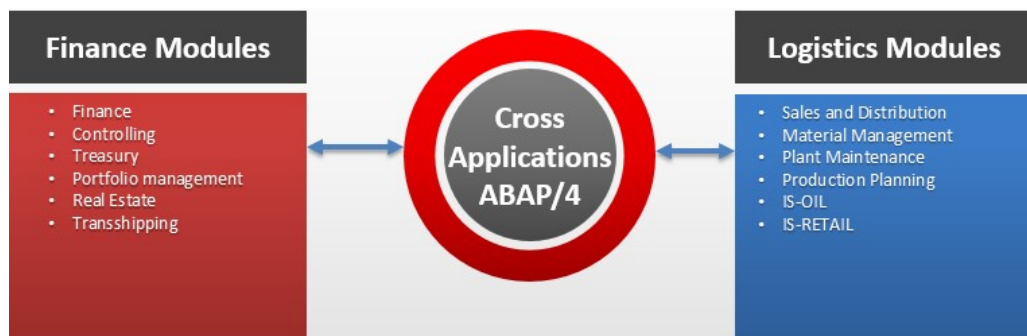 Finance Modules
• Finance
• Controlling
• Treasury
• Portfolio management
• Real Estate
• Transshipping
Cross
Applications
ABAP/4
Logistics Modules
• Sales and Distribution
• Material Management
• Plant Maintenance
• Production Planning
• IS-OIL
• IS-RETAIL